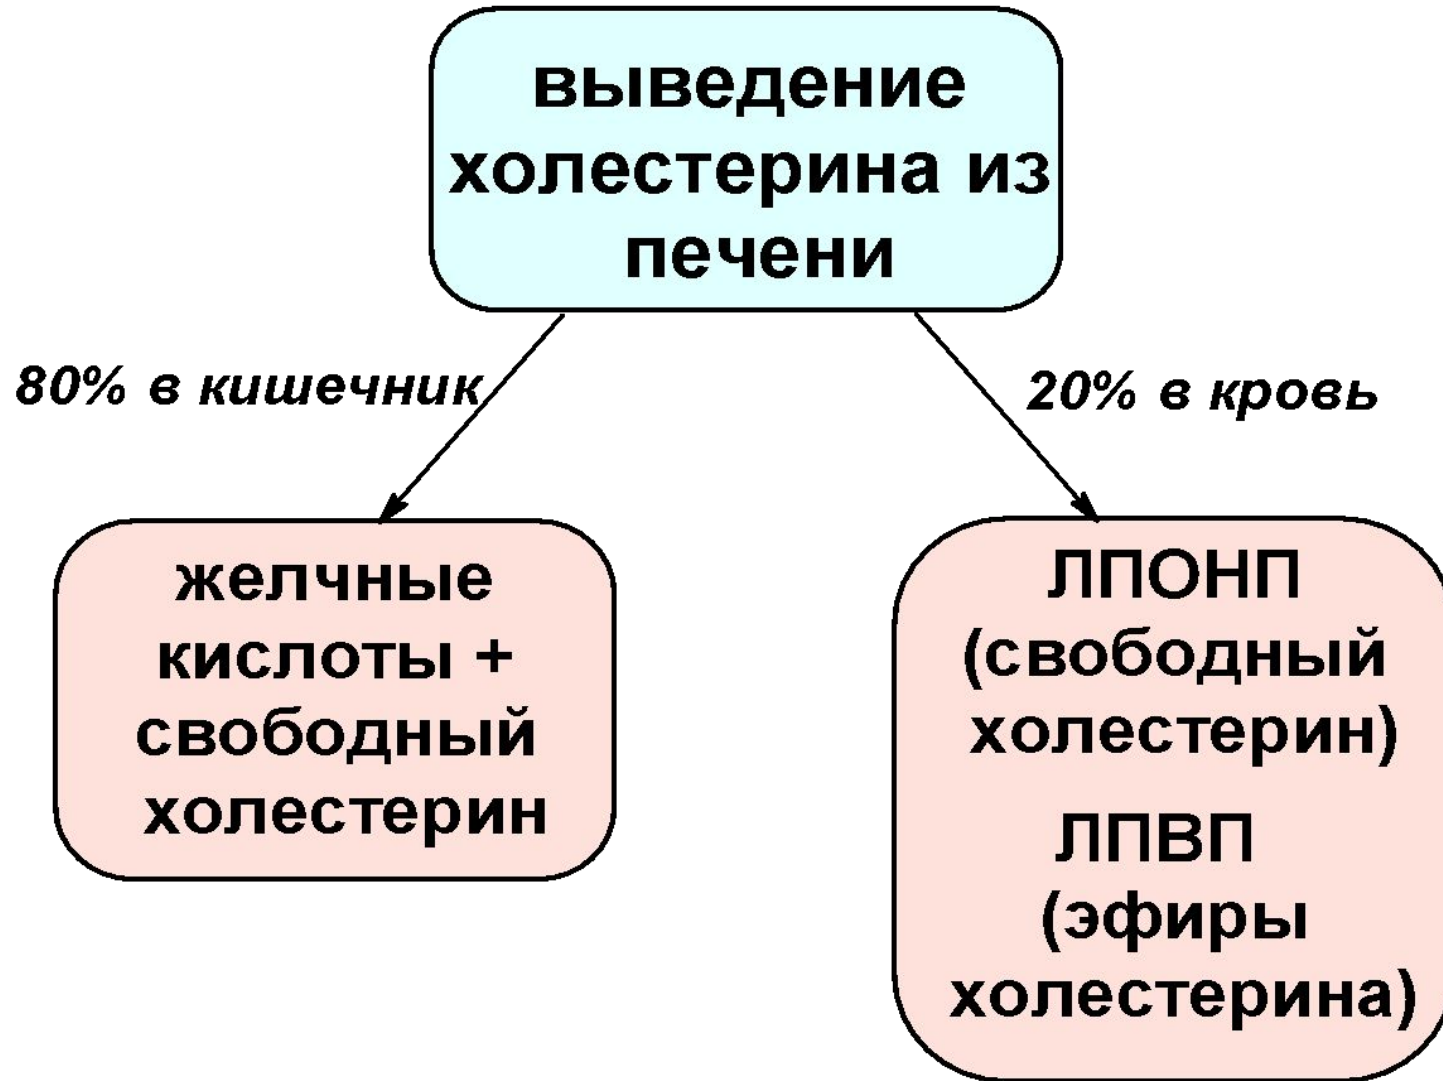 выведение
холестерина из
печени
80% в кишечник
20% в кровь
желчные
кислоты +
свободный
холестерин
ЛПОНП
(свободный
холестерин)
ЛПВП
(эфиры
холестерина)